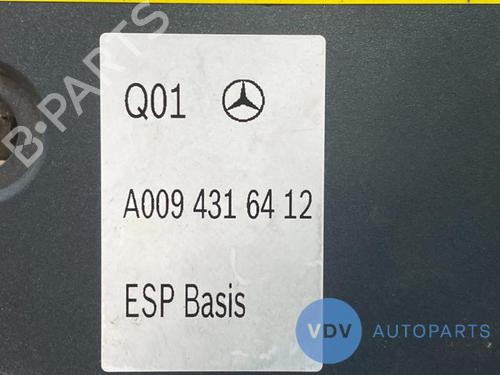 Q01
A009 431 64 12
ESP Basis
B-PARTS
VDV AUTOPARTS